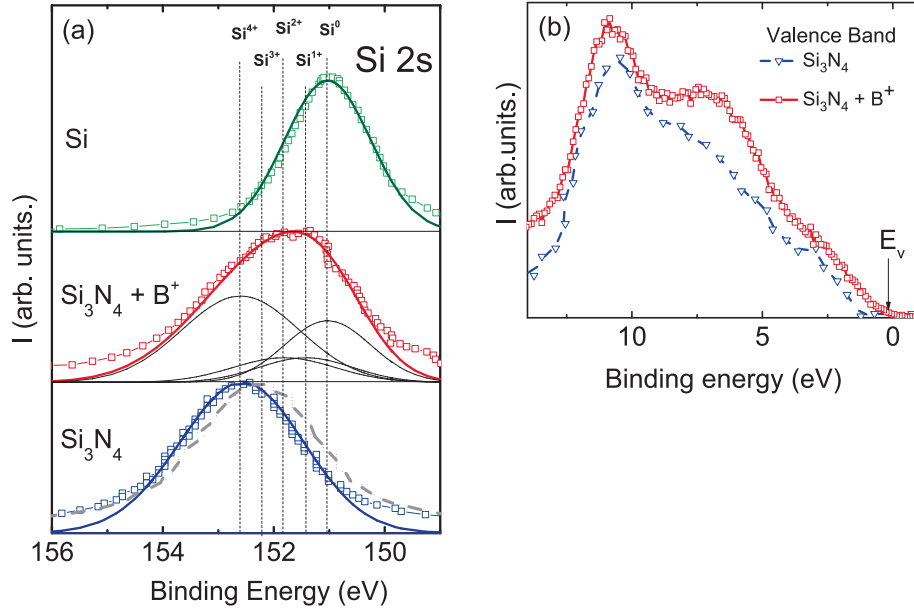 (a)
Si⁴⁺
Si³⁺
Si²⁺
Si¹⁺
Si⁰
Si 2s
Si
Si₃N₄ + B⁺
Si₃N₄
I (arb. units.)
156
154
152
150
Binding Energy (eV)
(b)
Valence Band
Si₃N₄
Si₃N₄ + B⁺
Eᵥ
I (arb.units.)
10
5
0
Binding energy (eV)